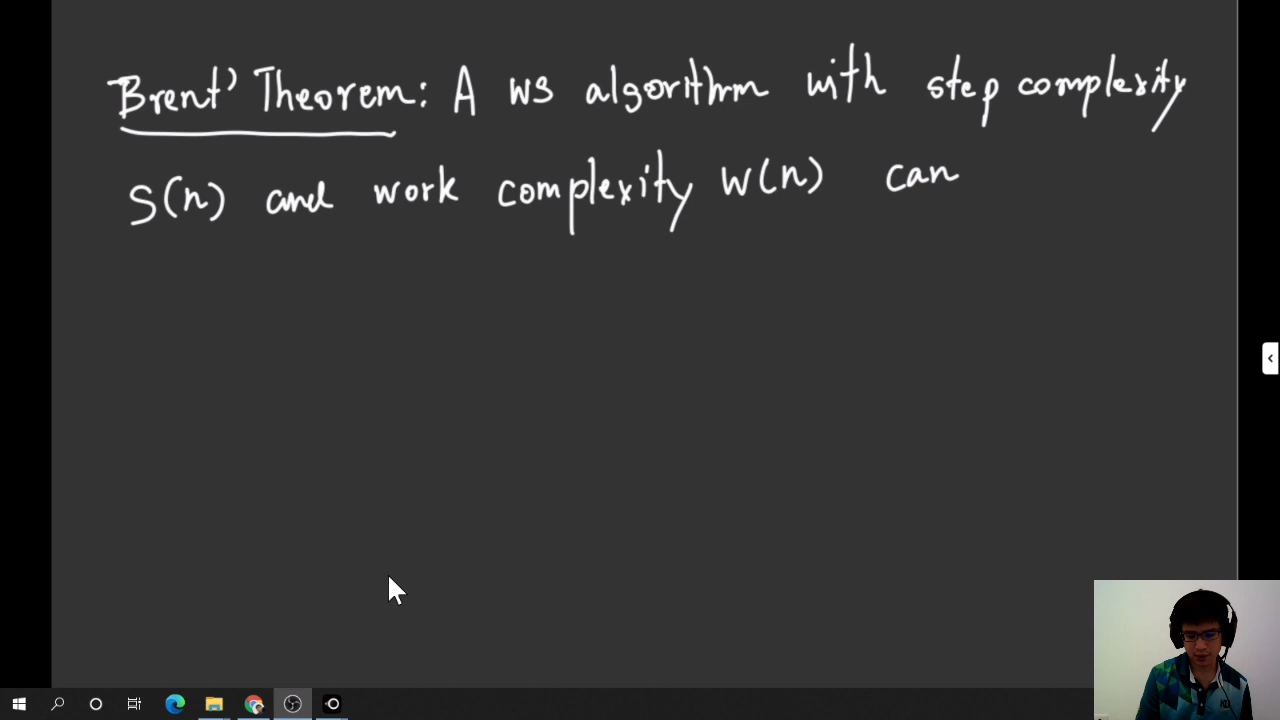 Brent' Theorem: A WS algorithm with step complexity
S(n) and work complexity W(n) can